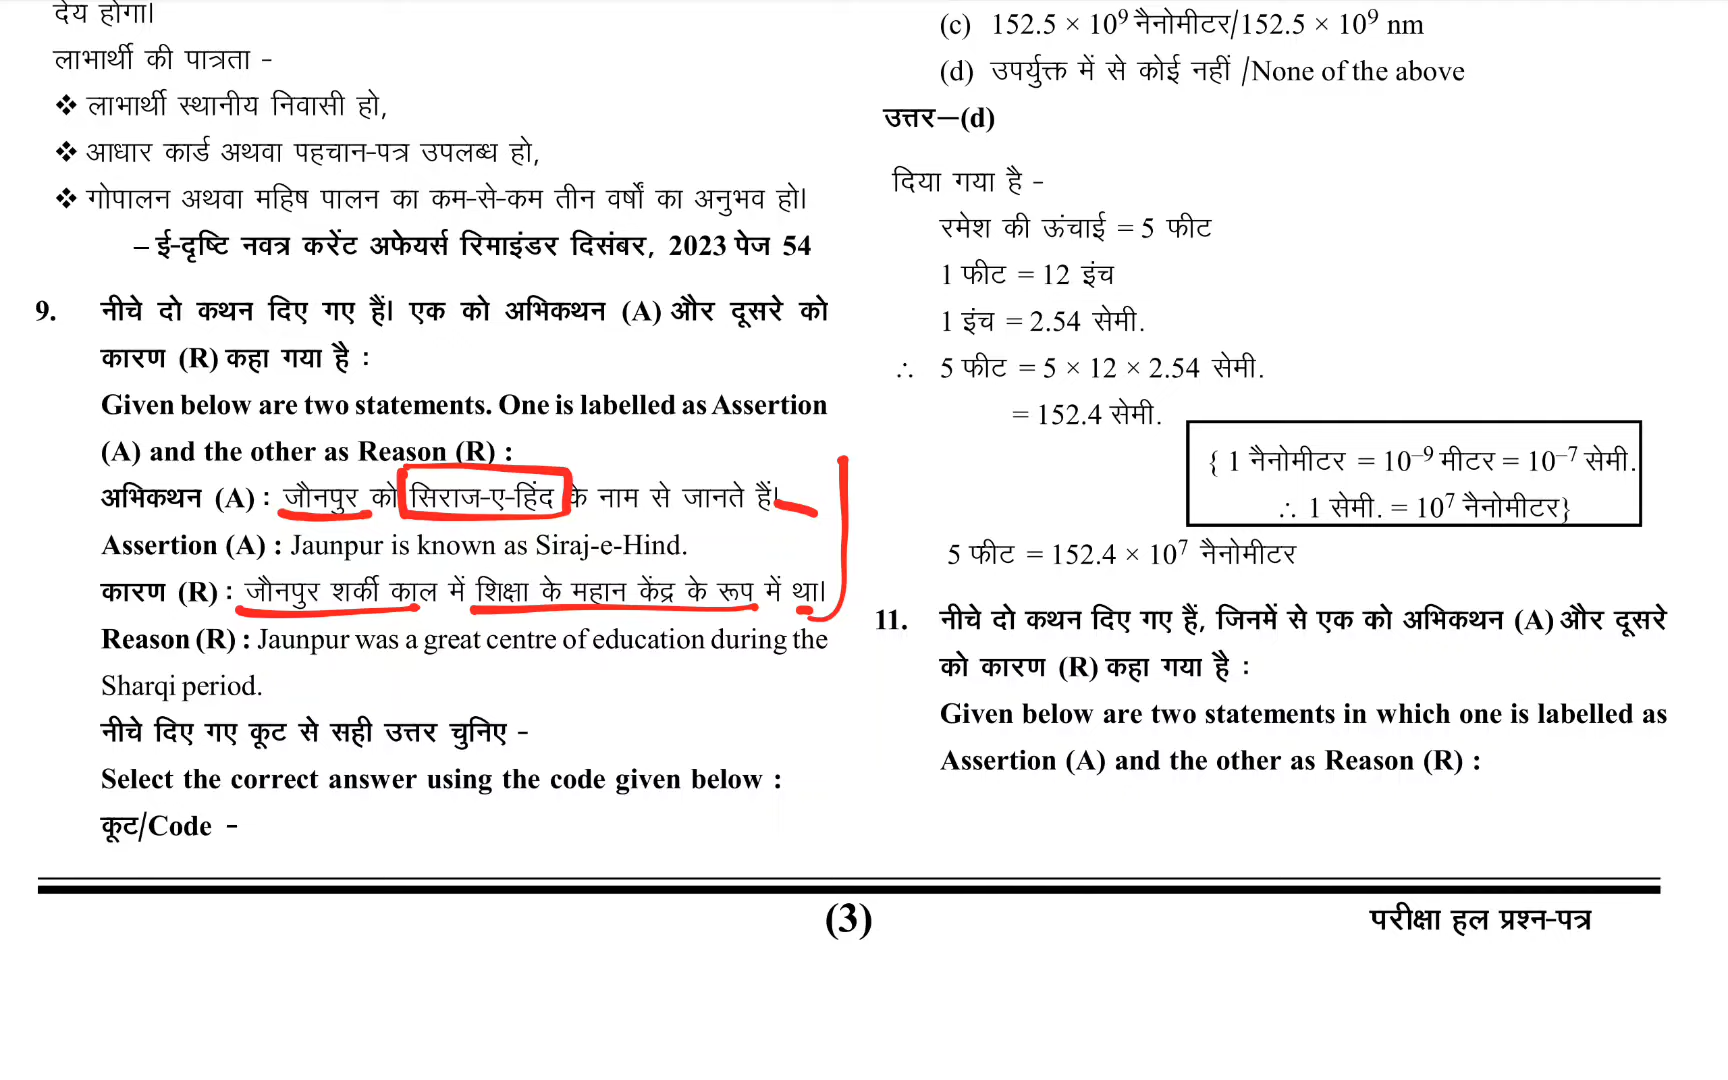 देय होगा।
लाभार्थी की पात्रता -
❖ लाभार्थी स्थानीय निवासी हो,
❖ आधार कार्ड अथवा पहचान-पत्र उपलब्ध हो,
❖ गोपालन अथवा महिष पालन का कम-से-कम तीन वर्षों का अनुभव हो।
– ई-दृष्टि नवत्र करेंट अफेयर्स रिमाइंडर दिसंबर, 2023 पेज 54
9. नीचे दो कथन दिए गए हैं। एक को अभिकथन (A) और दूसरे को
कारण (R) कहा गया है :
Given below are two statements. One is labelled as Assertion
(A) and the other as Reason (R) :
अभिकथन (A) : जौनपुर को सिराज-ए-हिंद के नाम से जानते हैं।
Assertion (A) : Jaunpur is known as Siraj-e-Hind.
कारण (R) : जौनपुर शर्की काल में शिक्षा के महान केंद्र के रूप में था।
Reason (R) : Jaunpur was a great centre of education during the
Sharqi period.
नीचे दिए गए कूट से सही उत्तर चुनिए -
Select the correct answer using the code given below :
कूट/Code -
(c) 152.5 × 10⁹ नैनोमीटर/152.5 × 10⁹ nm
(d) उपर्युक्त में से कोई नहीं /None of the above
उत्तर—(d)
दिया गया है -
रमेश की ऊंचाई = 5 फीट
1 फीट = 12 इंच
1 इंच = 2.54 सेमी.
∴ 5 फीट = 5 × 12 × 2.54 सेमी.
= 152.4 सेमी.
{ 1 नैनोमीटर = 10⁻⁹ मीटर = 10⁻⁷ सेमी.
∴ 1 सेमी. = 10⁷ नैनोमीटर}
5 फीट = 152.4 × 10⁷ नैनोमीटर
11. नीचे दो कथन दिए गए हैं, जिनमें से एक को अभिकथन (A) और दूसरे
को कारण (R) कहा गया है :
Given below are two statements in which one is labelled as
Assertion (A) and the other as Reason (R) :
(3)
परीक्षा हल प्रश्न-पत्र